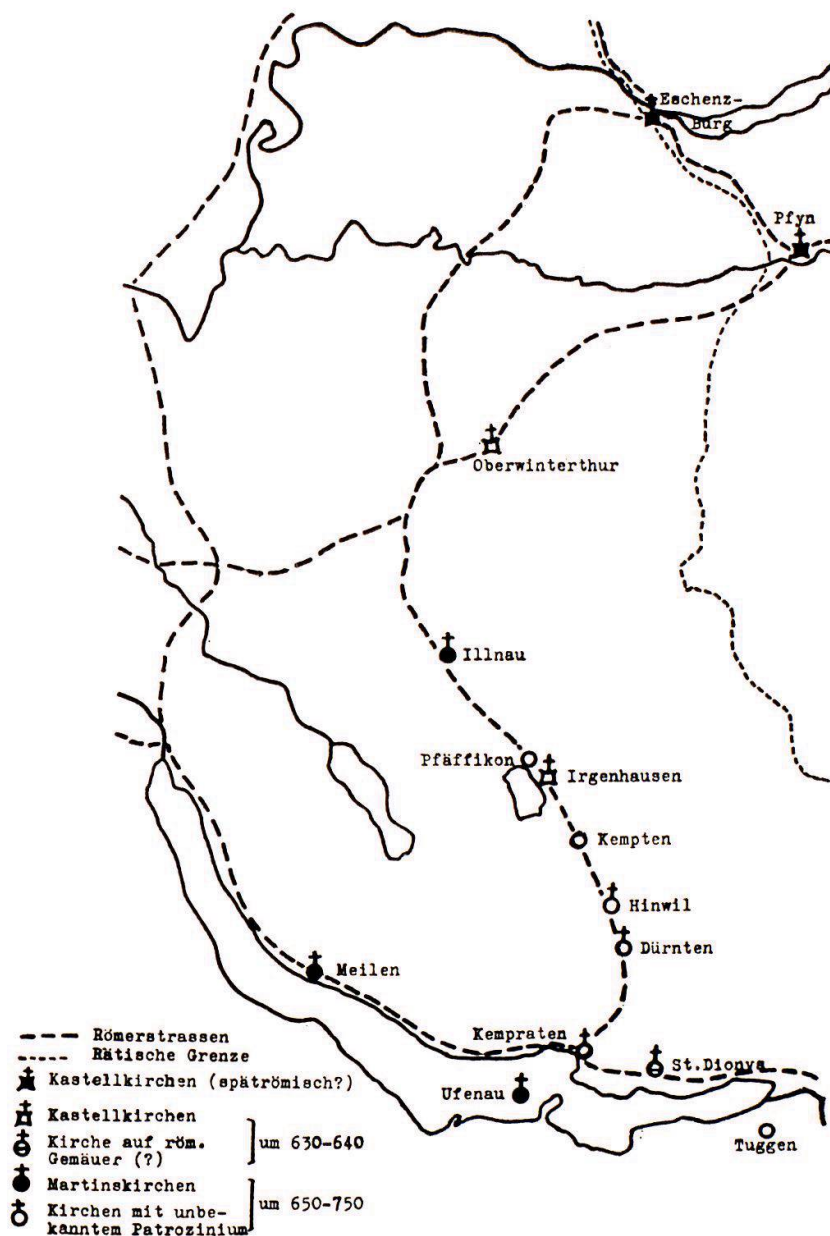 Eschenz-
Burg
Pfyn
Oberwinterthur
Illnau
Pfäffikon
Irgenhausen
Kempten
Hinwil
Dürnten
Meilen
Kempraten
St.Dionys
Ufenau
Tuggen
Römerstrassen
Rätische Grenze
Kastellkirchen (spätrömisch?)
Kastellkirchen
Kirche auf röm.
Gemäuer (?)
um 630-640
Martinskirchen
Kirchen mit unbe-
kanntem Patrozinium
um 650-750